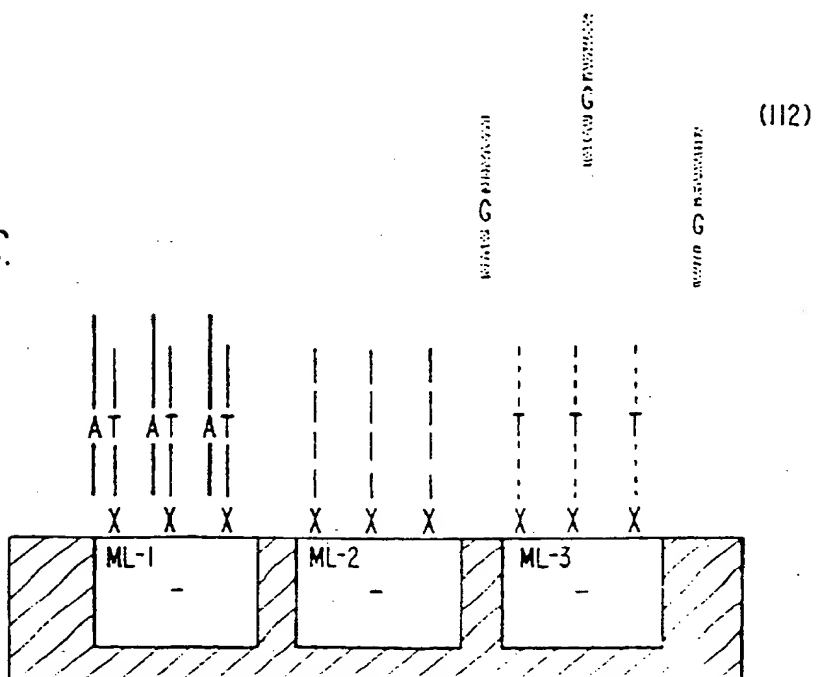 G
(112)
G
G
A T A T A T
T T T
X X X X X X X X X
ML-1 ML-2 ML-3
- - -